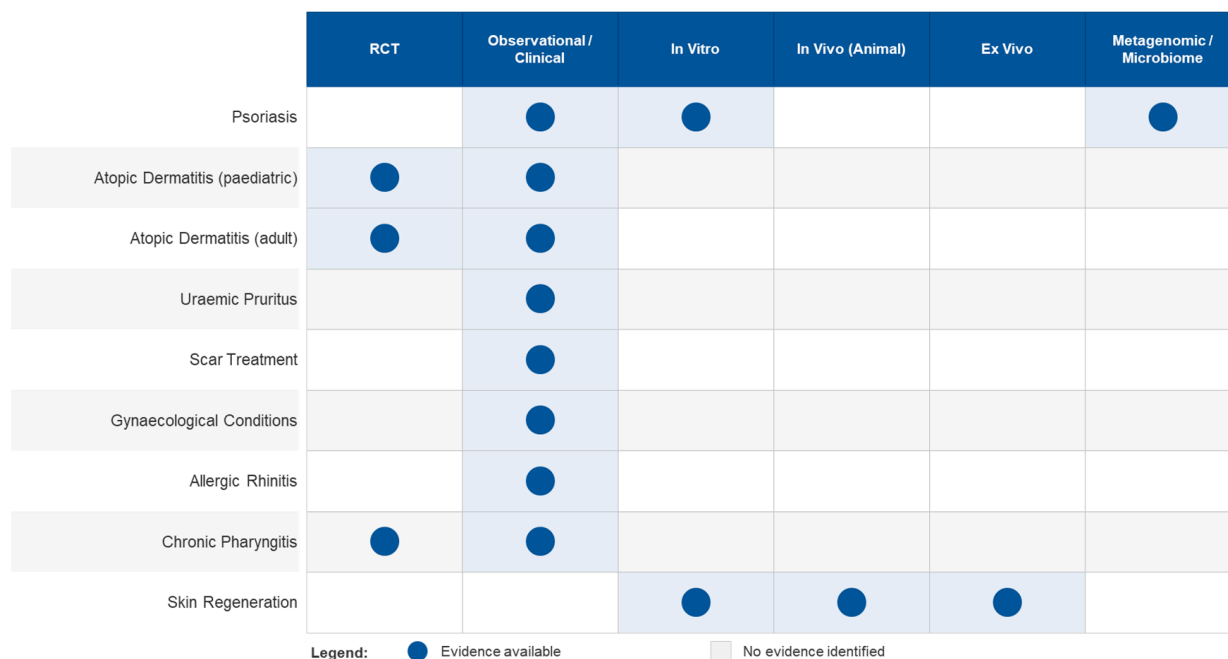 RCT
Observational /
Clinical
In Vitro
In Vivo (Animal)
Ex Vivo
Metagenomic /
Microbiome
Psoriasis
Atopic Dermatitis (paediatric)
Atopic Dermatitis (adult)
Uraemic Pruritus
Scar Treatment
Gynaecological Conditions
Allergic Rhinitis
Chronic Pharyngitis
Skin Regeneration
Legend: Evidence available No evidence identified